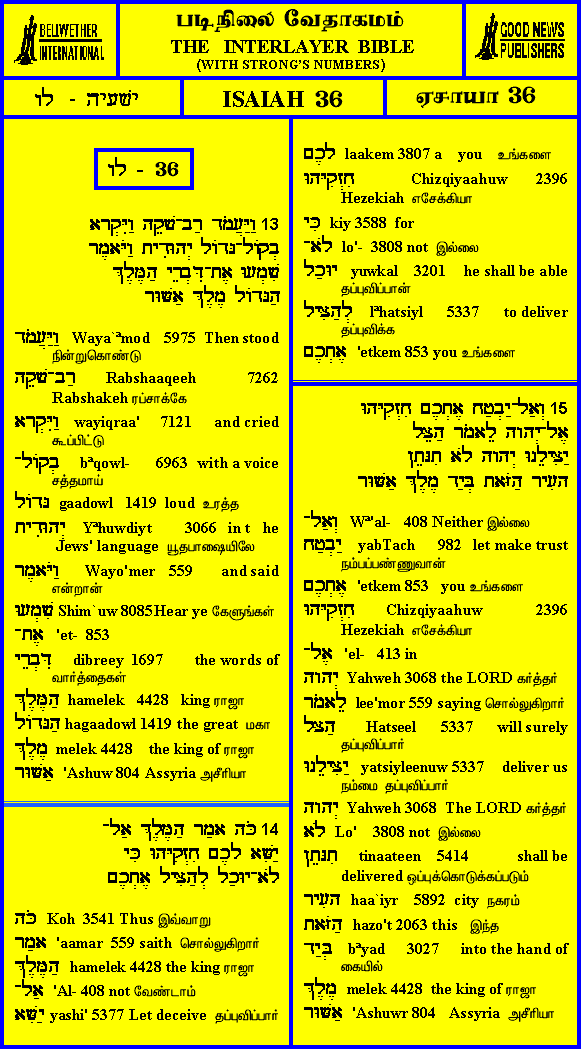 BELLWETHER
INTERNATIONAL
படிநிலை வேதாகமம்
THE INTERLAYER BIBLE
(WITH STRONG'S NUMBERS)
GOOD NEWS
PUBLISHERS
ישעיה - לו
ISAIAH 36
ஏசாயா 36
לו - 36
13 וַיַּעֲמֹד רַב־שָׁקֵה וַיִּקְרָא
בְקוֹל־גָּדוֹל יְהוּדִית וַיֹּאמֶר
שִׁמְעוּ אֶת־דִּבְרֵי הַמֶּלֶךְ
הַגָּדוֹל מֶלֶךְ אַשּׁוּר
וַיַּעֲמֹד Waya`ªmod 5975 Then stood
நின்றுகொண்டு
רַב־שָׁקֵה Rabshaaqeeh 7262
Rabshakeh ரப்சாக்கே
וַיִּקְרָא wayiqraa' 7121 and cried
கூப்பிட்டு
בְקוֹל־ bªqowl- 6963 with a voice
சத்தமாய்
גָּדוֹל gaadowl 1419 loud உரத்த
יְהוּדִית Yªhuwdiyt 3066 in t he
Jews' language யூதபாஷையிலே
וַיֹּאמֶר Wayo'mer 559 and said
என்றான்
שִׁמְעוּ Shim`uw 8085 Hear ye கேளுங்கள்
אֶת־ 'et- 853
דִּבְרֵי dibreey 1697 the words of
வார்த்தைகள்
הַמֶּלֶךְ hamelek 4428 king ராஜா
הַגָּדוֹל hagaadowl 1419 the great மகா
מֶלֶךְ melek 4428 the king of ராஜா
אַשּׁוּר 'Ashuw 804 Assyria அசீரியா
14 כֹּה אָמַר הַמֶּלֶךְ אַל־
יַשִּׁא לָכֶם חִזְקִיָּהוּ כִּי
לֹא־יוּכַל לְהַצִּיל אֶתְכֶם
כֹּה Koh 3541 Thus இவ்வாறு
אָמַר 'aamar 559 saith சொல்லுகிறார்
הַמֶּלֶךְ hamelek 4428 the king ராஜா
אַל־ 'Al- 408 not வேண்டாம்
יַשִּׁא yashi' 5377 Let deceive தப்புவிப்பார்
לָכֶם laakem 3807 a you உங்களை
חִזְקִיָּהוּ Chizqiyaahuw 2396
Hezekiah எசேக்கியா
כִּי kiy 3588 for
לֹא־ lo'- 3808 not இல்லை
יוּכַל yuwkal 3201 he shall be able
தப்புவிப்பான்
לְהַצִּיל lªhatsiyl 5337 to deliver
தப்புவிக்க
אֶתְכֶם 'etkem 853 you உங்களை
15 וְאַל־יַבְטַח אֶתְכֶם חִזְקִיָּהוּ
אֶל־יהוה לֵאמֹר הַצֵּל
יַצִּילֵנוּ יְהוָה לֹא תִנָּתֵן
הָעִיר הַזֹּאת בְּיַד מֶלֶךְ אַשּׁוּר
וְאַל־ Wª'al- 408 Neither இல்லை
יַבְטַח yabTach 982 let make trust
நம்பப்பண்ணுவான்
אֶתְכֶם 'etkem 853 you உங்களை
חִזְקִיָּהוּ Chizqiyaahuw 2396
Hezekiah எசேக்கியா
אֶל־ 'el- 413 in
יְהוָה Yahweh 3068 the LORD கர்த்தர்
לֵאמֹר lee'mor 559 saying சொல்லுகிறார்
הַצֵּל Hatseel 5337 will surely
தப்புவிப்பார்
יַצִּילֵנוּ yatsiyleenuw 5337 deliver us
நம்மை தப்புவிப்பார்
יְהוָה Yahweh 3068 The LORD கர்த்தர்
לֹא Lo' 3808 not இல்லை
תִנָּתֵן tinaateen 5414 shall be
delivered ஒப்புக்கொடுக்கப்படும்
הָעִיר haa`iyr 5892 city நகரம்
הַזֹּאת hazo't 2063 this இந்த
בְּיַד bªyad 3027 into the hand of
கையில்
מֶלֶךְ melek 4428 the king of ராஜா
אַשּׁוּר 'Ashuwr 804 Assyria அசீரியா